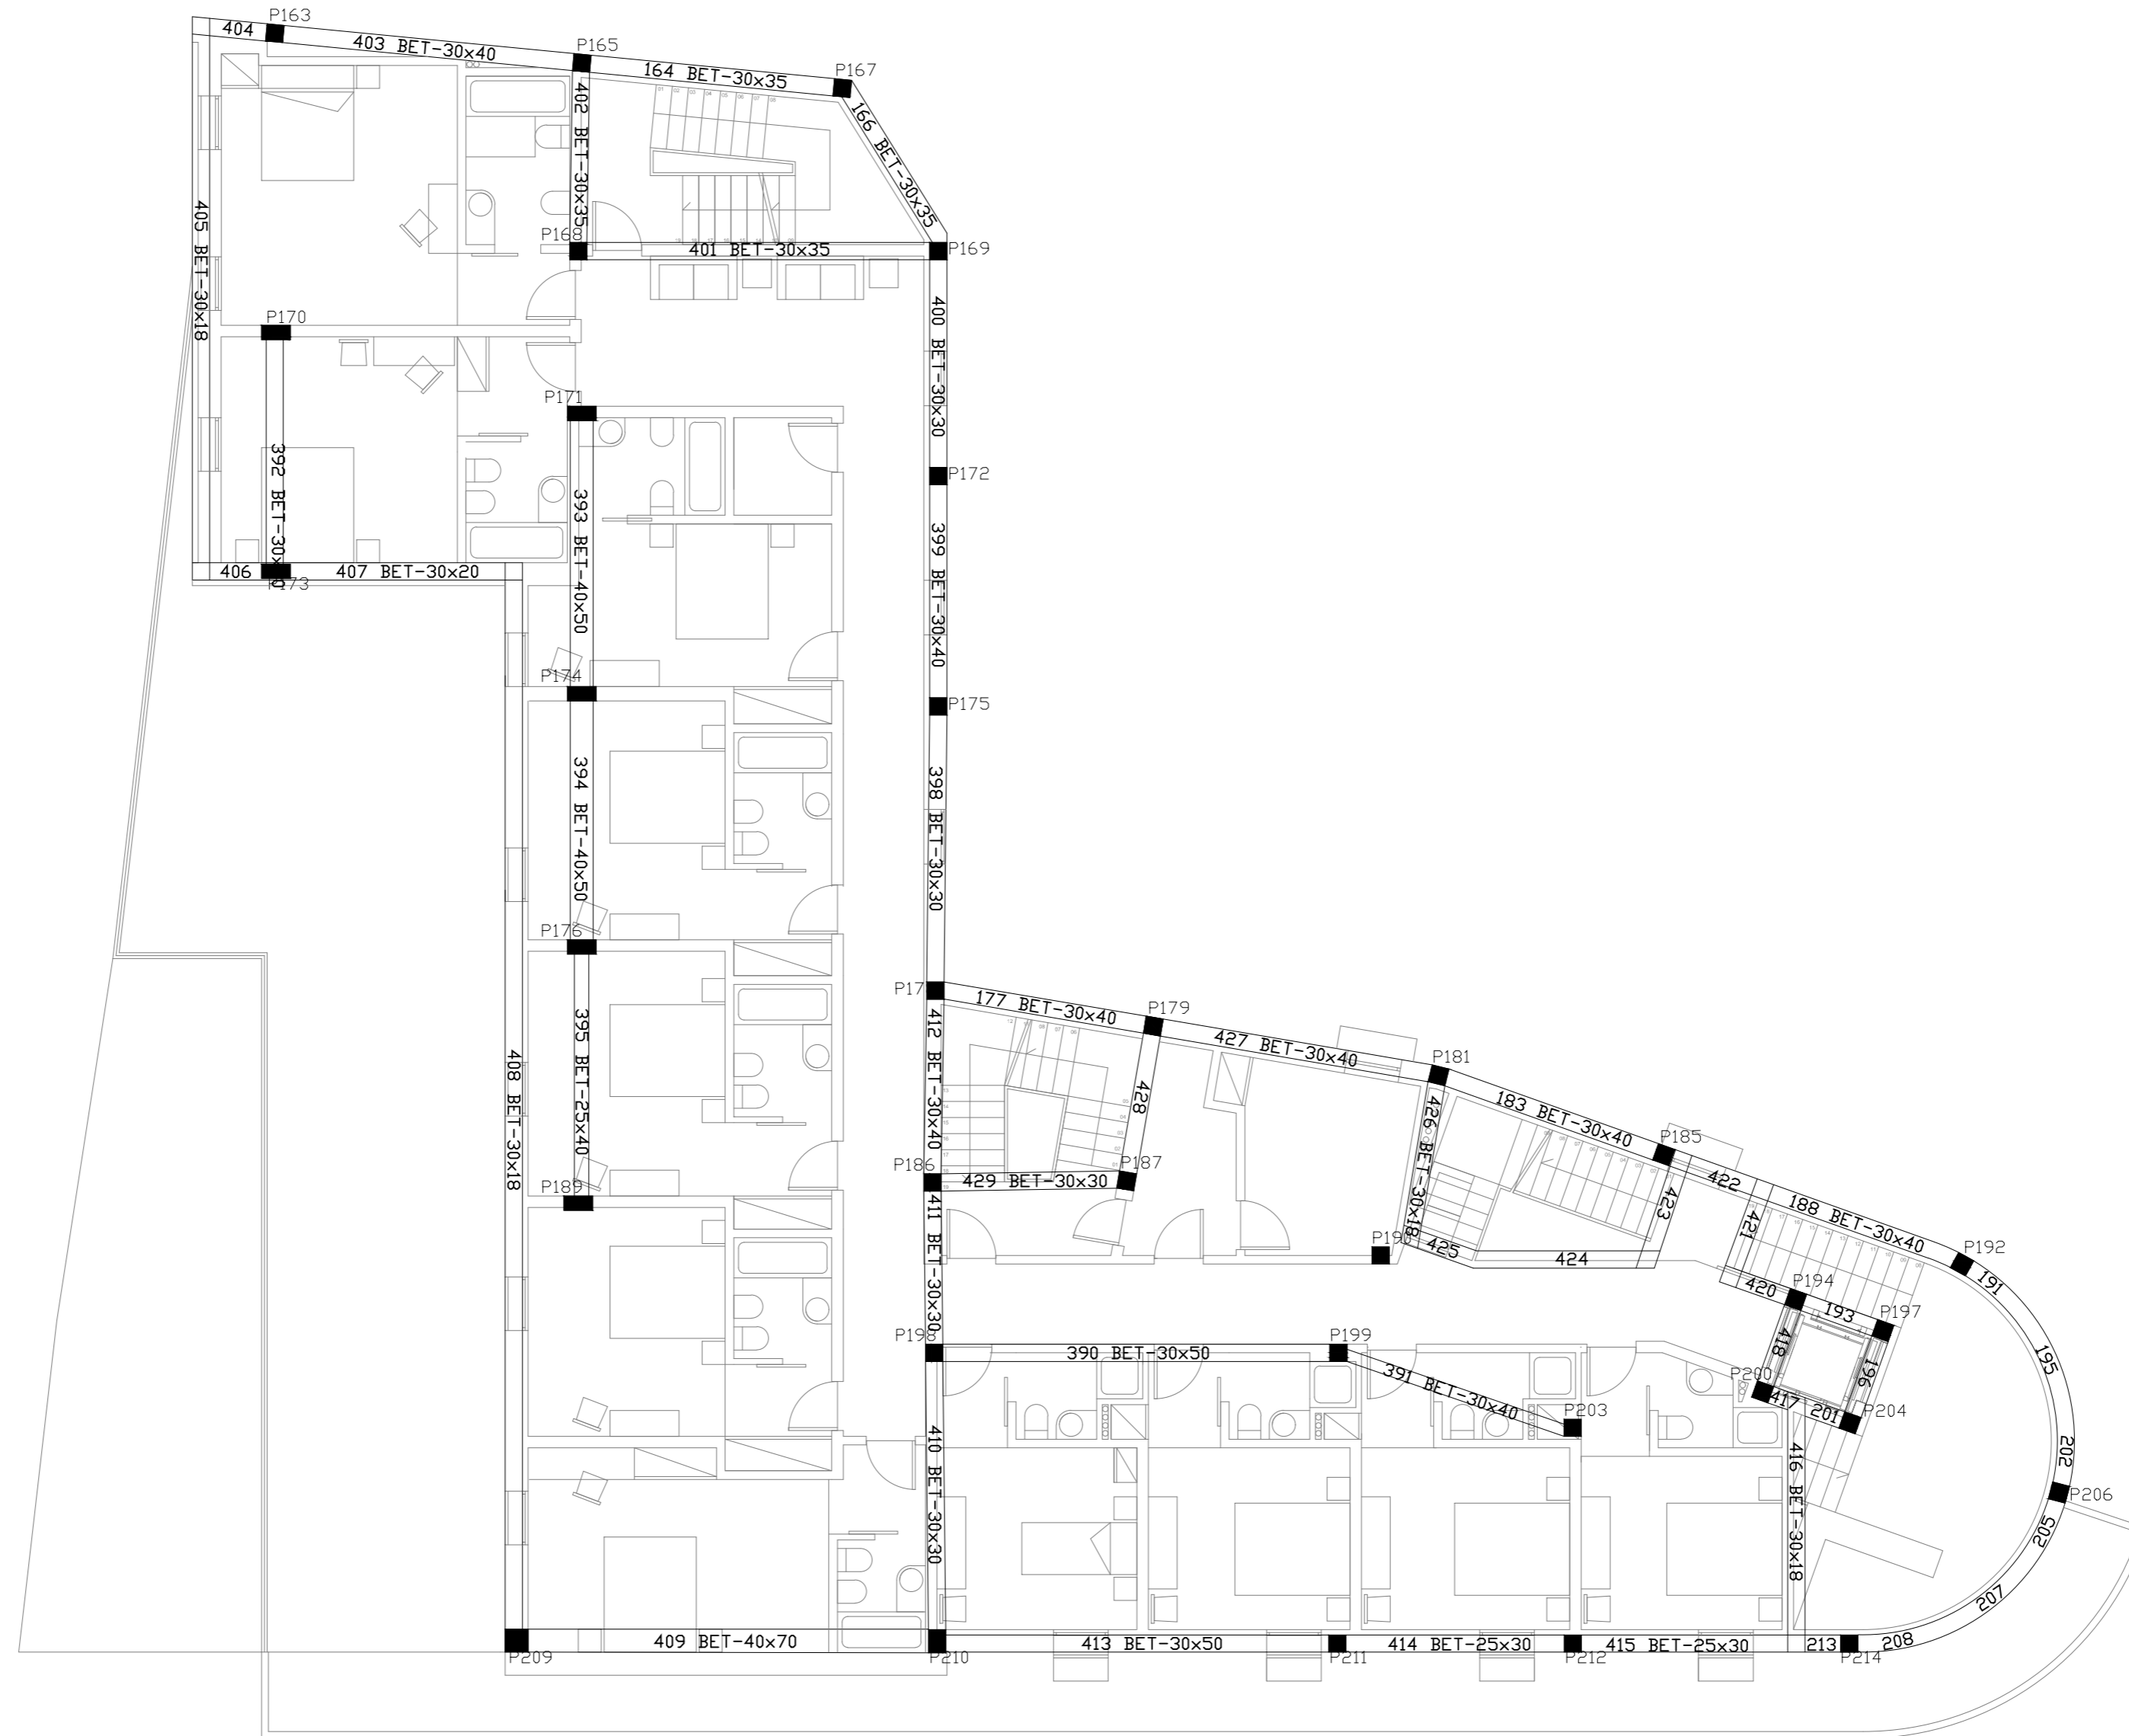 P163
404
403 BET-30x40
P165
164 BET-30x35
P167
402 BET-30x35
166 BET-30x35
405 BET-30x18
P168
401 BET-30x35
P169
P170
400 BET-30x30
P171
392 BET-30x
P172
393 BET-40x50
399 BET-30x40
406
407 BET-30x20
P174
P175
394 BET-40x50
398 BET-30x30
P176
177 BET-30x40
P179
412 BET-30x40
395 BET-25x40
408 BET-30x18
427 BET-30x40
P181
428
426 BET-30x18
183 BET-30x40
P185
P186
429 BET-30x30
P187
P189
422
423
421
188 BET-30x40
P192
411 BET-30x30
P190
425
424
420
P194
193
P197
191
195
P198
390 BET-30x50
P199
391 BET-30x40
418
196
P200
417
201
P204
P203
410 BET-30x30
416 BET-30x18
202
P206
205
207
P209
409 BET-40x70
P210
413 BET-30x50
P211
414 BET-25x30
P212
415 BET-25x30
213
P214
208